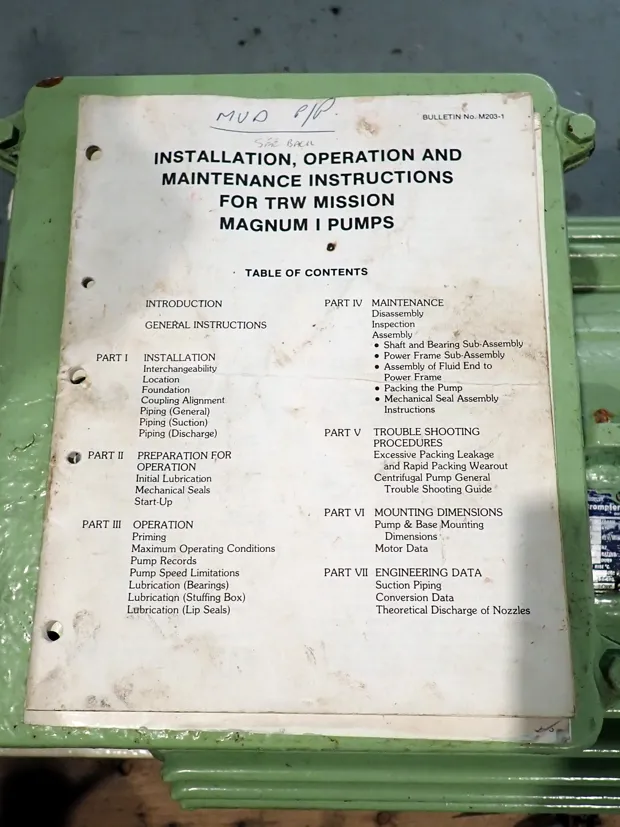 MUD P/P.
BULLETIN No. M203-1
SEE BACK
INSTALLATION, OPERATION AND
MAINTENANCE INSTRUCTIONS
FOR TRW MISSION
MAGNUM I PUMPS
TABLE OF CONTENTS
INTRODUCTION
GENERAL INSTRUCTIONS
PART I INSTALLATION
Interchangeability
Location
Foundation
Coupling Alignment
Piping (General)
Piping (Suction)
Piping (Discharge)
PART II PREPARATION FOR
OPERATION
Initial Lubrication
Mechanical Seals
Start-Up
PART III OPERATION
Priming
Maximum Operating Conditions
Pump Records
Pump Speed Limitations
Lubrication (Bearings)
Lubrication (Stuffing Box)
Lubrication (Lip Seals)
PART IV MAINTENANCE
Disassembly
Inspection
Assembly
• Shaft and Bearing Sub-Assembly
• Power Frame Sub-Assembly
• Assembly of Fluid End to
Power Frame
• Packing the Pump
• Mechanical Seal Assembly
Instructions
PART V TROUBLE SHOOTING
PROCEDURES
Excessive Packing Leakage
and Rapid Packing Wearout
Centrifugal Pump General
Trouble Shooting Guide
PART VI MOUNTING DIMENSIONS
Pump & Base Mounting
Dimensions
Motor Data
PART VII ENGINEERING DATA
Suction Piping
Conversion Data
Theoretical Discharge of Nozzles